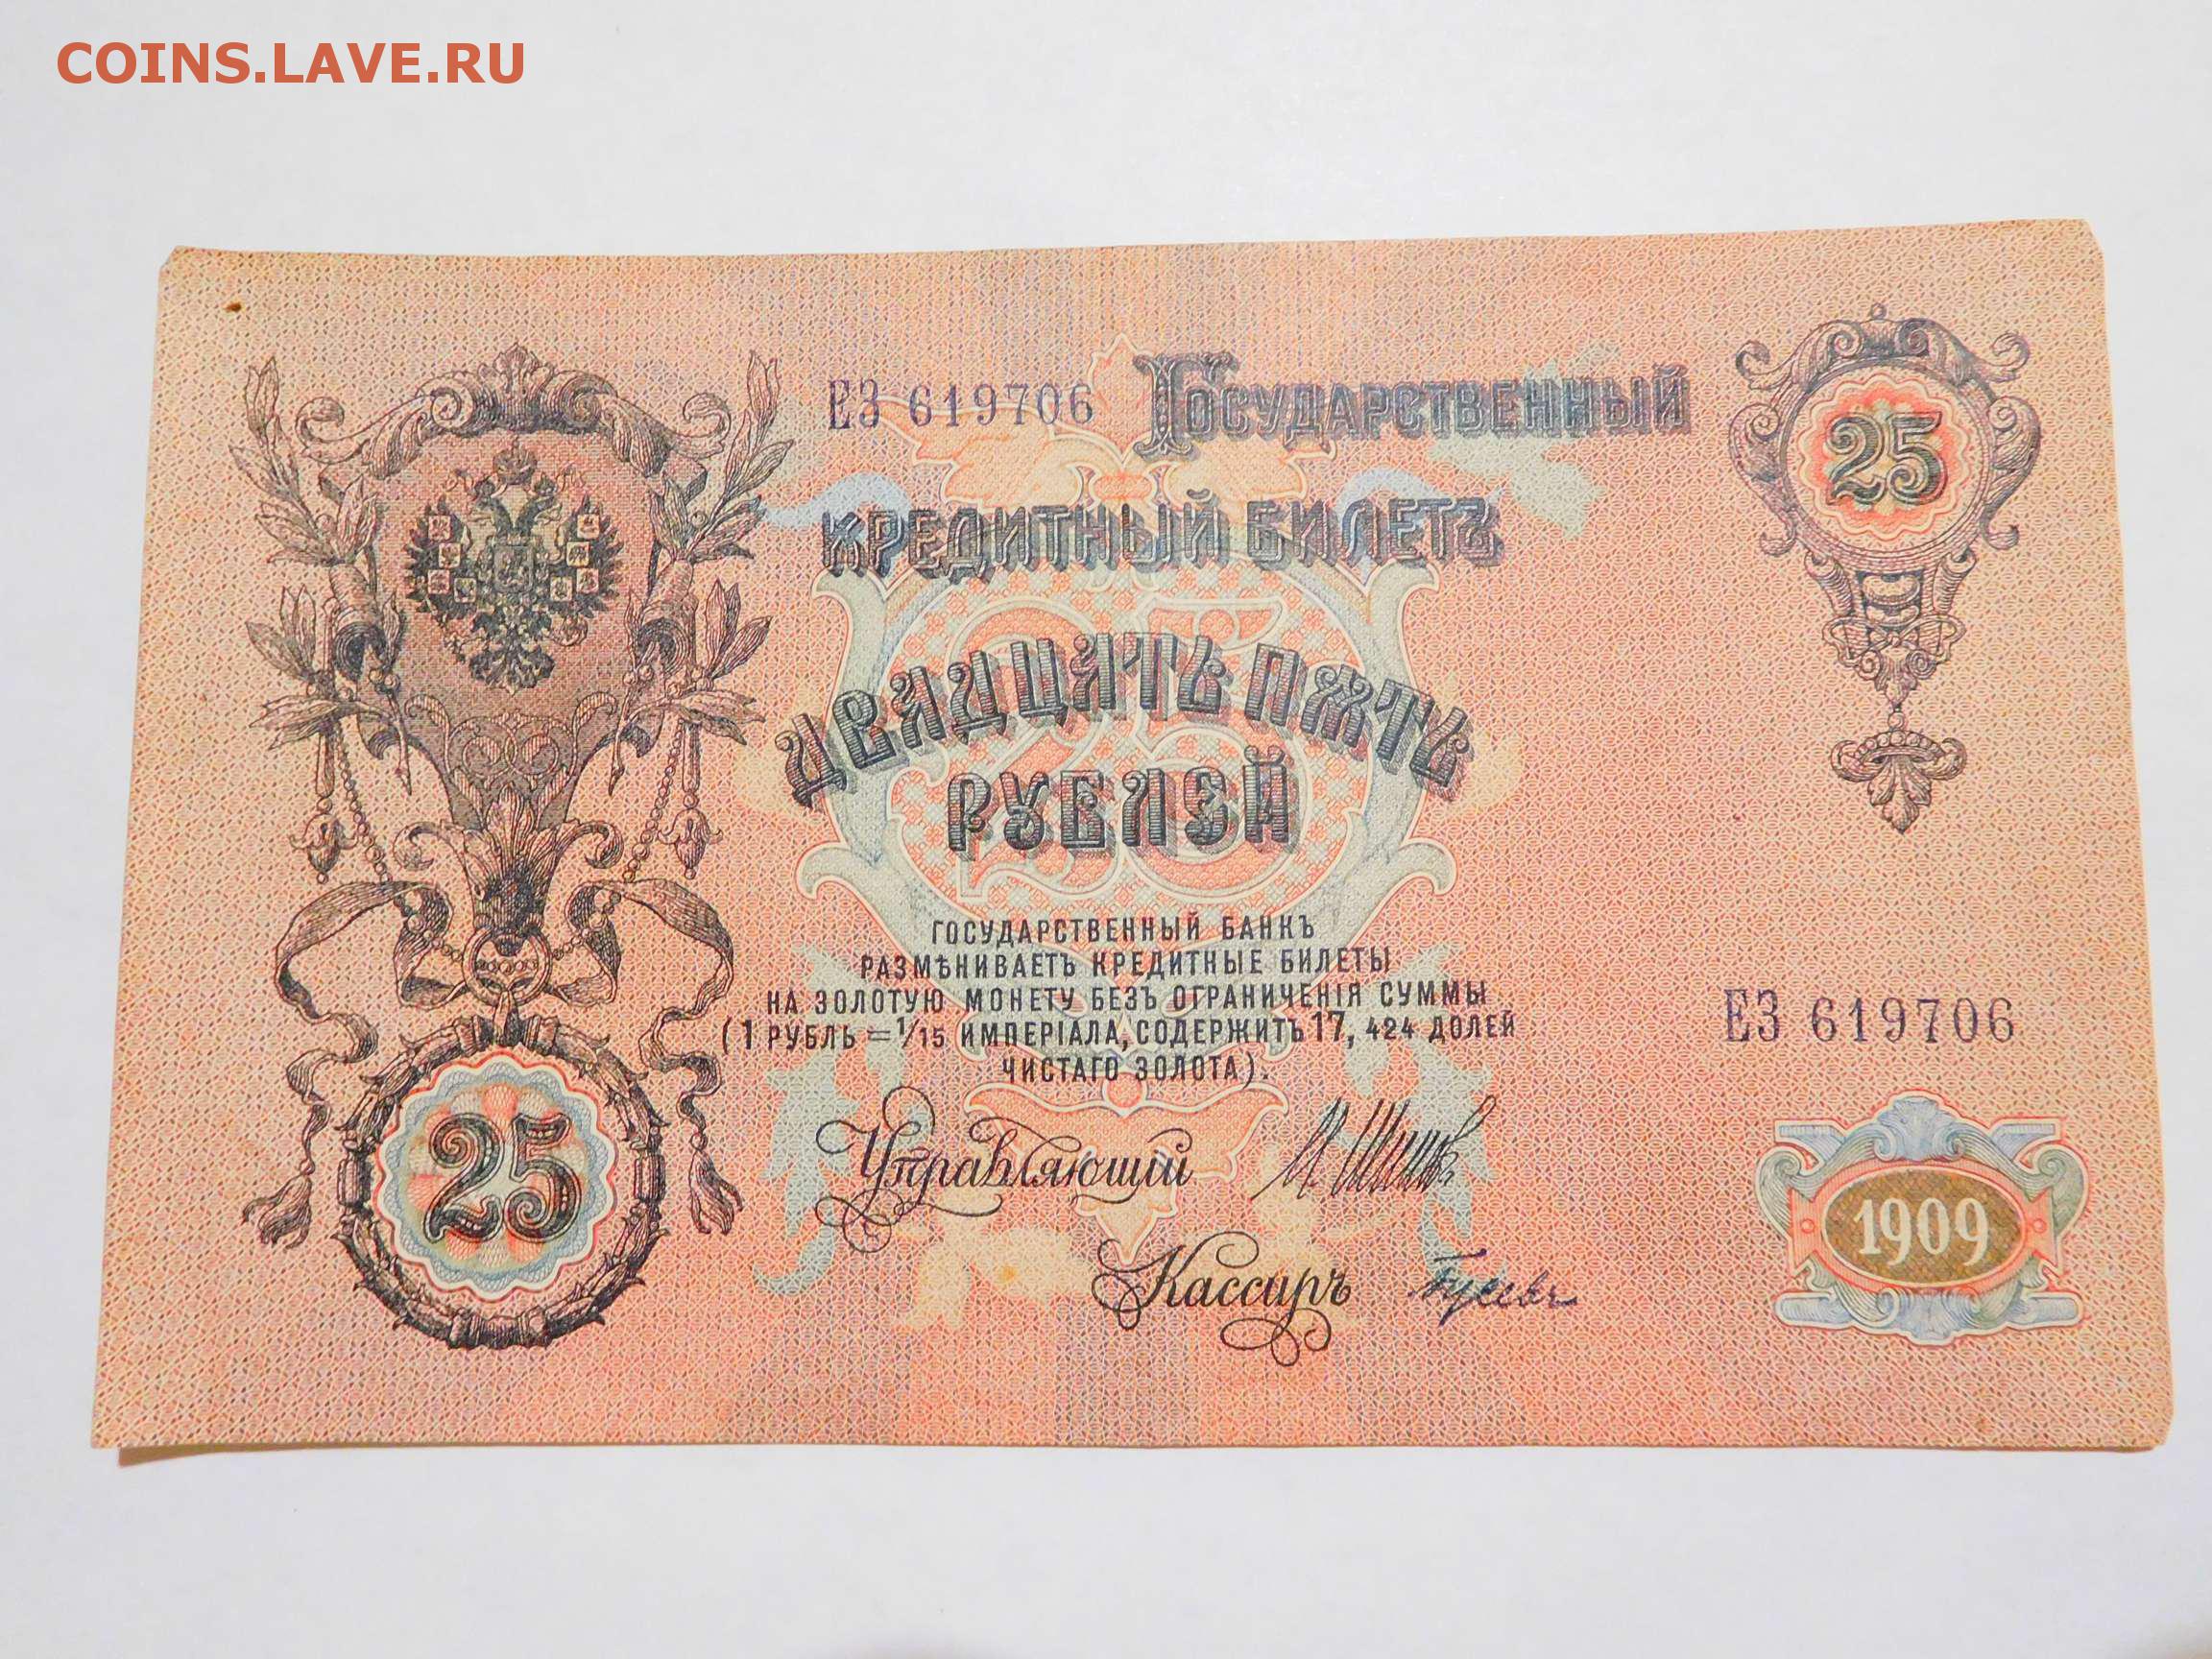 COINS.LAVE.RU
ЕЗ 619706 Государственный
25
кредитный билетъ
двадцать пять
рублей
ГОСУДАРСТВЕННЫЙ БАНКЪ
РАЗМѢНИВАЕТЪ КРЕДИТНЫЕ БИЛЕТЫ
НА ЗОЛОТУЮ МОНЕТУ БЕЗЪ ОГРАНИЧЕНІЯ СУММЫ
(1 РУБЛЬ = 1/15 ИМПЕРІАЛА, СОДЕРЖИТЪ 17, 424 ДОЛЕЙ
ЧИСТАГО ЗОЛОТА).
ЕЗ 619706
25
Управляющій И. Шипов
Кассиръ Гусевъ
1909